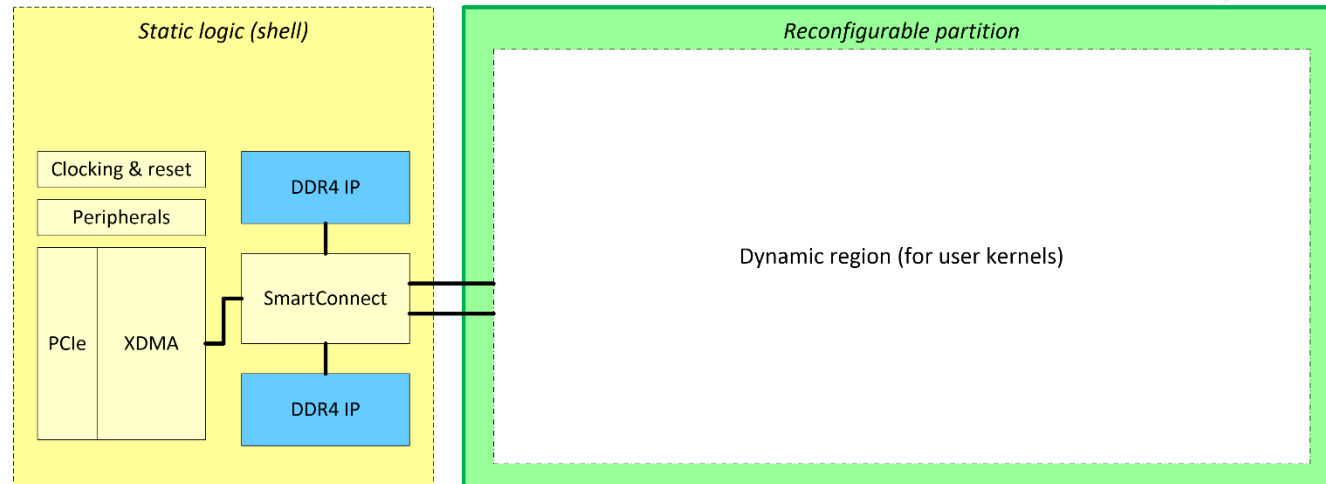 Static logic (shell)
Reconfigurable partition
Clocking & reset
Peripherals
PCIe
XDMA
DDR4 IP
SmartConnect
DDR4 IP
Dynamic region (for user kernels)